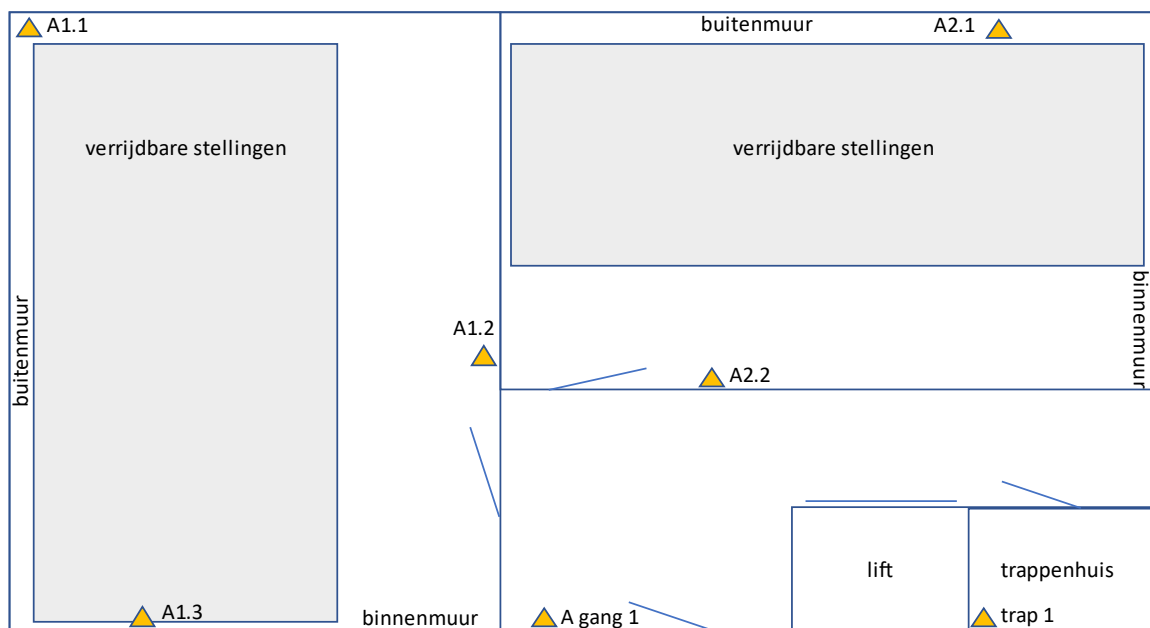 A1.1
buitenmuur
A2.1
verrijdbare stellingen
verrijdbare stellingen
buitenmuur
A1.2
binnenmuur
A2.2
lift
trappenhuis
A1.3
binnenmuur
A gang 1
trap 1